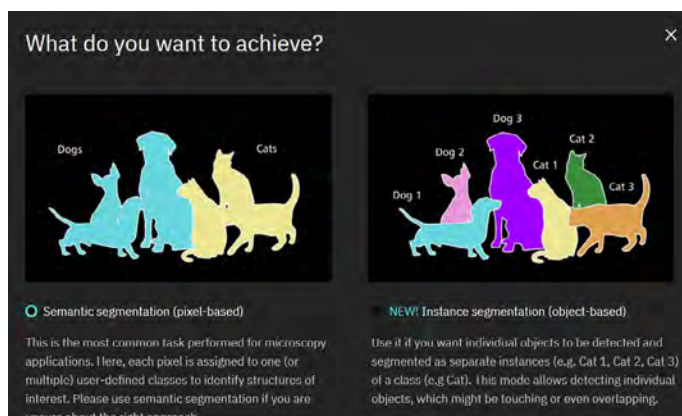 What do you want to achieve?
Dogs
Cats
Dog 3
Dog 2
Cat 2
Cat 1
Dog 1
Cat 3
Semantic segmentation (pixel-based)
This is the most common task performed for microscopy
applications. Here, each pixel is assigned to one (or
multiple) user-defined classes to identify structures of
interest. Please use semantic segmentation if you are
NEW! Instance segmentation (object-based)
Use it if you want individual objects to be detected and
segmented as separate instances (e.g. Cat 1, Cat 2, Cat 3)
of a class (e.g Cat). This mode allows detecting individual
objects, which might be touching or even overlapping.